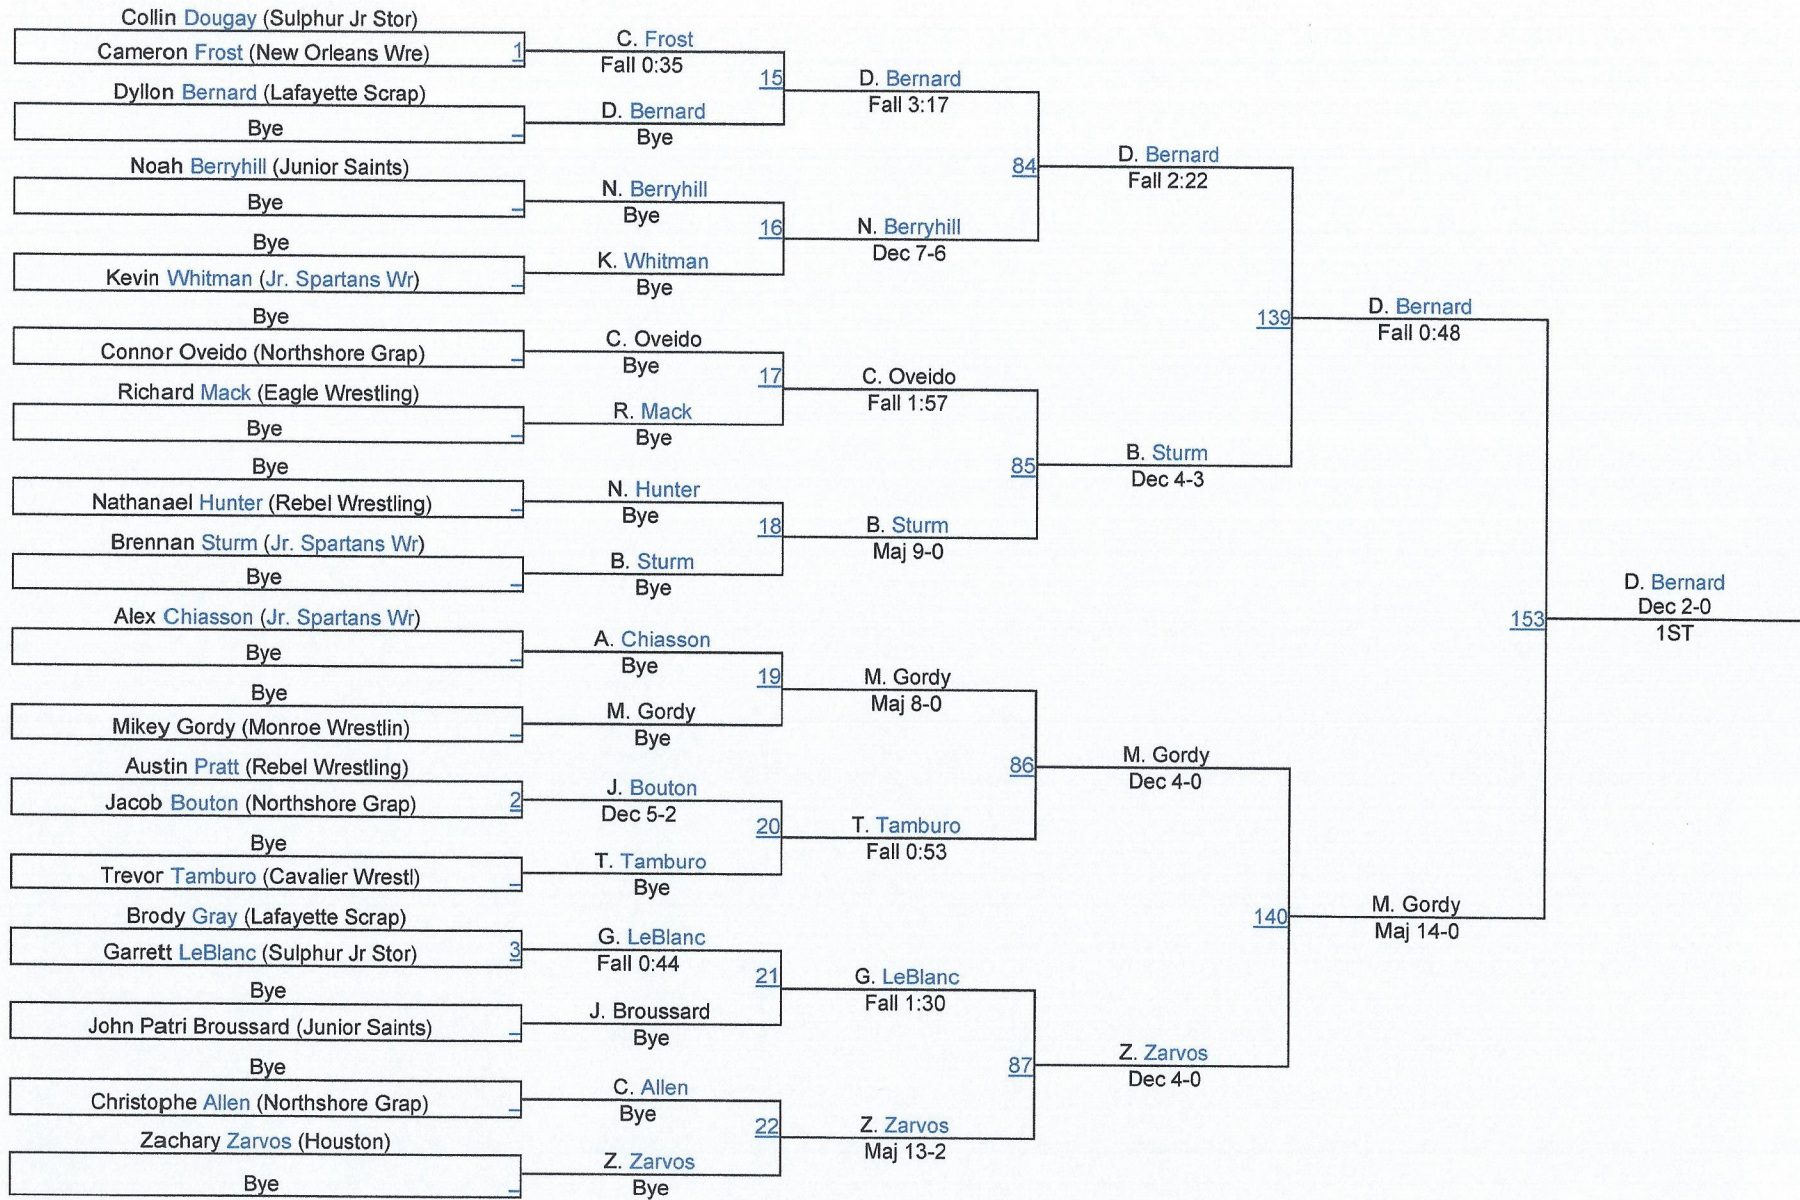 Collin Dougay (Sulphur Jr Stor)
Cameron Frost (New Orleans Wre) 1
Dyllon Bernard (Lafayette Scrap)
Bye
Noah Berryhill (Junior Saints)
Bye
Bye
Kevin Whitman (Jr. Spartans Wr)
Bye
Connor Oveido (Northshore Grap)
Richard Mack (Eagle Wrestling)
Bye
Bye
Nathanael Hunter (Rebel Wrestling)
Brennan Sturm (Jr. Spartans Wr)
Bye
Alex Chiasson (Jr. Spartans Wr)
Bye
Bye
Mikey Gordy (Monroe Wrestlin)
Austin Pratt (Rebel Wrestling)
Jacob Bouton (Northshore Grap) 2
Bye
Trevor Tamburo (Cavalier Wrestl)
Brody Gray (Lafayette Scrap)
Garrett LeBlanc (Sulphur Jr Stor) 3
Bye
John Patri Broussard (Junior Saints)
Bye
Christophe Allen (Northshore Grap)
Zachary Zarvos (Houston)
Bye
C. Frost
Fall 0:35
15
D. Bernard
Bye
N. Berryhill
Bye
16
K. Whitman
Bye
C. Oveido
Bye
17
R. Mack
Bye
N. Hunter
Bye
18
B. Sturm
Bye
A. Chiasson
Bye
19
M. Gordy
Bye
J. Bouton
Dec 5-2
20
T. Tamburo
Bye
G. LeBlanc
Fall 0:44
21
J. Broussard
Bye
C. Allen
Bye
22
Z. Zarvos
Bye
D. Bernard
Fall 3:17
84
N. Berryhill
Dec 7-6
C. Oveido
Fall 1:57
85
B. Sturm
Maj 9-0
M. Gordy
Maj 8-0
86
T. Tamburo
Fall 0:53
G. LeBlanc
Fall 1:30
87
Z. Zarvos
Maj 13-2
D. Bernard
Fall 2:22
139
B. Sturm
Dec 4-3
M. Gordy
Dec 4-0
140
Z. Zarvos
Dec 4-0
D. Bernard
Fall 0:48
153
M. Gordy
Maj 14-0
D. Bernard
Dec 2-0
1ST